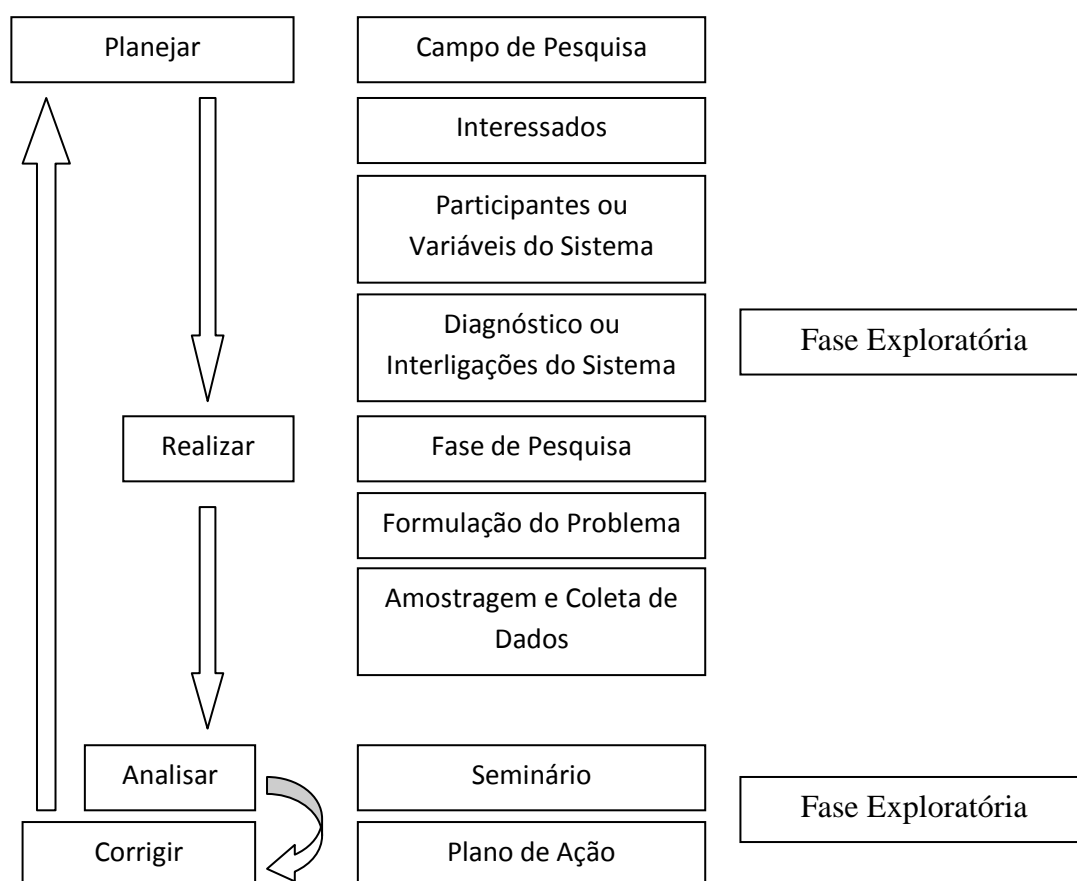 Planejar
Campo de Pesquisa
Interessados
Participantes ou
Variáveis do Sistema
Diagnóstico ou
Interligações do Sistema
Fase Exploratória
Realizar
Fase de Pesquisa
Formulação do Problema
Amostragem e Coleta de
Dados
Analisar
Seminário
Fase Exploratória
Corrigir
Plano de Ação